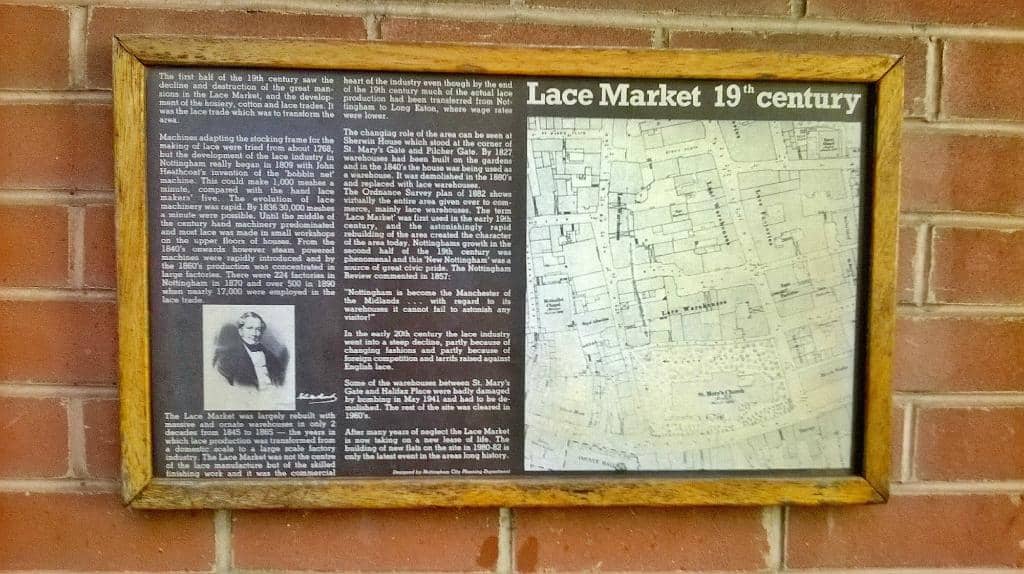 The first half of the 19th century saw the
decline and destruction of the great man-
sions in the Lace Market, and the develop-
ment of the hosiery, cotton and lace trades. It
was the lace trade which was to transform the
area.
Machines adapting the stocking frame for the
making of lace were tried from about 1768,
but the development of the lace industry in
Nottingham really began in 1809 with John
Heathcoat's invention of the 'bobbin net'
machine. This could make 1,000 meshes a
minute, compared with the hand lace
makers' five. The evolution of lace
machinery was rapid. By 1836 30,000 meshes
a minute were possible. Until the middle of
the century hand machinery predominated
and most lace was made in small workshops
on the upper floors of houses. From the
1840's onwards however steam powered
machines were rapidly introduced and by
the 1860's production was concentrated in
large factories. There were 224 factories in
Nottingham in 1870 and over 500 in 1890
when nearly 17,000 were employed in the
lace trade.
The Lace Market was largely rebuilt with
massive and ornate warehouses in only 2
decades from 1845 to 1865 — the years in
which lace production was transformed from
a domestic scale to a large scale factory
industry. The Lace Market was not the centre
of the lace manufacture but of the skilled
finishing work and it was the commercial
heart of the industry even though by the end
of the 19th century much of the actual lace
production had been transferred from Not-
tingham to Long Eaton, where wage rates
were lower.
The changing role of the area can be seen at
Sherwin House which stood at the corner of
St. Mary's Gate and Pilcher Gate. By 1827
warehouses had been built on the gardens
and in the 1840's the house was being used as
a warehouse. It was demolished in the 1880's
and replaced with lace warehouses.
The Ordnance Survey plan of 1882 shows
virtually the entire area given over to com-
merce, mainly lace warehouses. The term
'Lace Market' was first used in the early 19th
century, and the astonishingly rapid
rebuilding of the area created the character
of the area today. Nottinghams growth in the
second half of the 19th century was
phenomenal and this 'New Nottingham' was a
source of great civic pride. The Nottingham
Review commented in 1857:
"Nottingham is become the Manchester of
the Midlands .... with regard to its
warehouses it cannot fail to astonish any
visitor!"
In the early 20th century the lace industry
went into a steep decline, partly because of
changing fashions and partly because of
foreign competition and tarrifs raised against
English lace.
Some of the warehouses between St. Mary's
Gate and Halifax Place were badly damaged
by bombing in May 1941 and had to be de-
molished. The rest of the site was cleared in
1960's.
After many years of neglect the Lace Market
is now taking on a new lease of life. The
building of new flats on the site in 1980-82 is
only the latest event in the areas long history.
Designed by Nottingham City Planning Department
Lace Market 19th century
Lace Warehouses
Lace Warehouses
St. Mary's Church